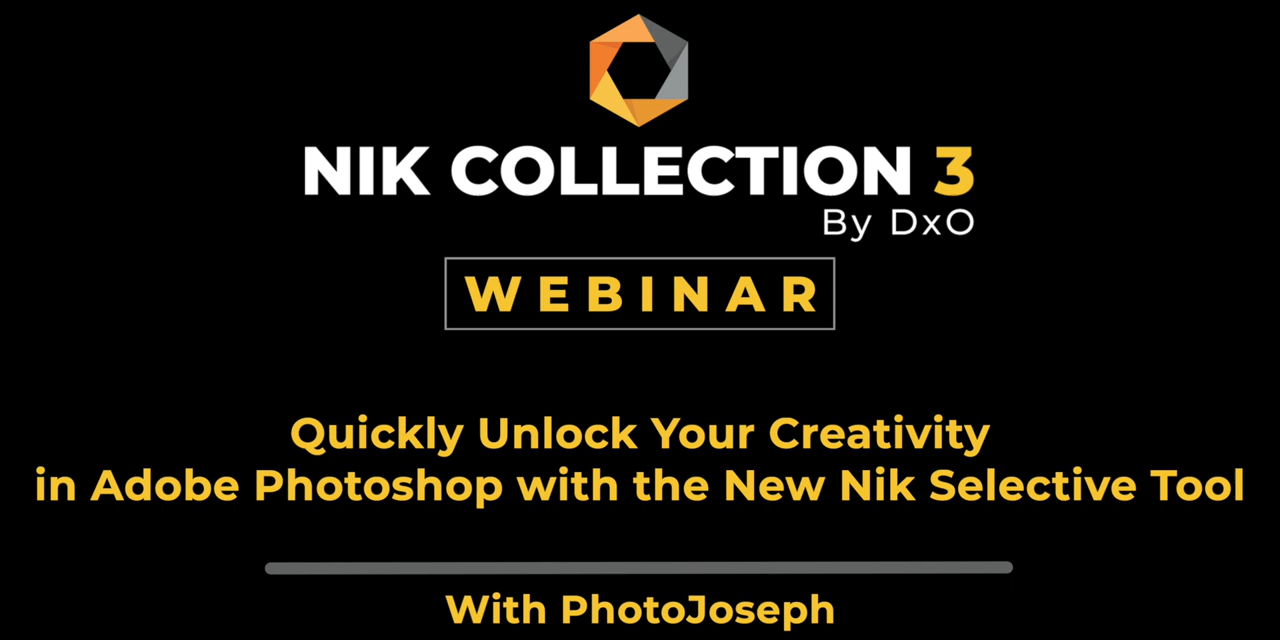 NIK COLLECTION 3
By DxO
WEBINAR
Quickly Unlock Your Creativity
in Adobe Photoshop with the New Nik Selective Tool
With PhotoJoseph